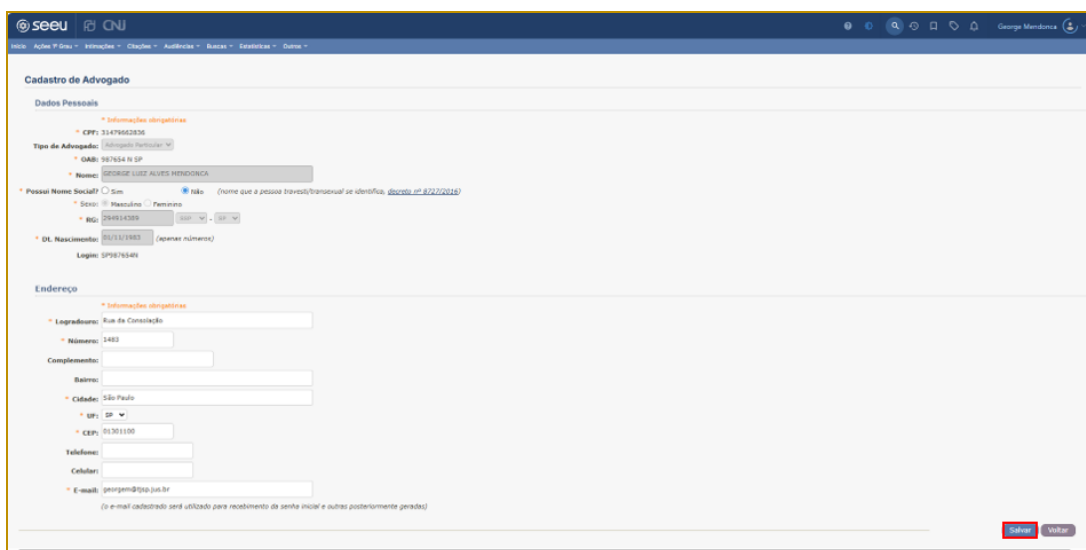 seeu CNJ George Mendonca
Início Ações 1º Grau Intimações Citações Audiências Buscas Estatísticas Outros
Cadastro de Advogado
Dados Pessoais
* Informações obrigatórias
* CPF: 31479662836
Tipo de Advogado: Advogado Particular
* OAB: 987654 N SP
* Nome: GEORGE LUIZ ALVES MENDONCA
* Possui Nome Social? Sim Não (nome que a pessoa travesti/transexual se identifica, decreto nº 8727/2016)
* Sexo: Masculino Feminino
* RG: 294914389 SSP - SP
* Dt. Nascimento: 01/11/1983 (apenas números)
Login: SP987654N
Endereço
* Informações obrigatórias
* Logradouro: Rua da Consolação
* Número: 1483
Complemento:
Bairro:
* Cidade: São Paulo
* UF: SP
* CEP: 01301100
Telefone:
Celular:
* E-mail: georgem@tjsp.jus.br
(o e-mail cadastrado será utilizado para recebimento da senha inicial e outras posteriormente geradas)
Salvar Voltar